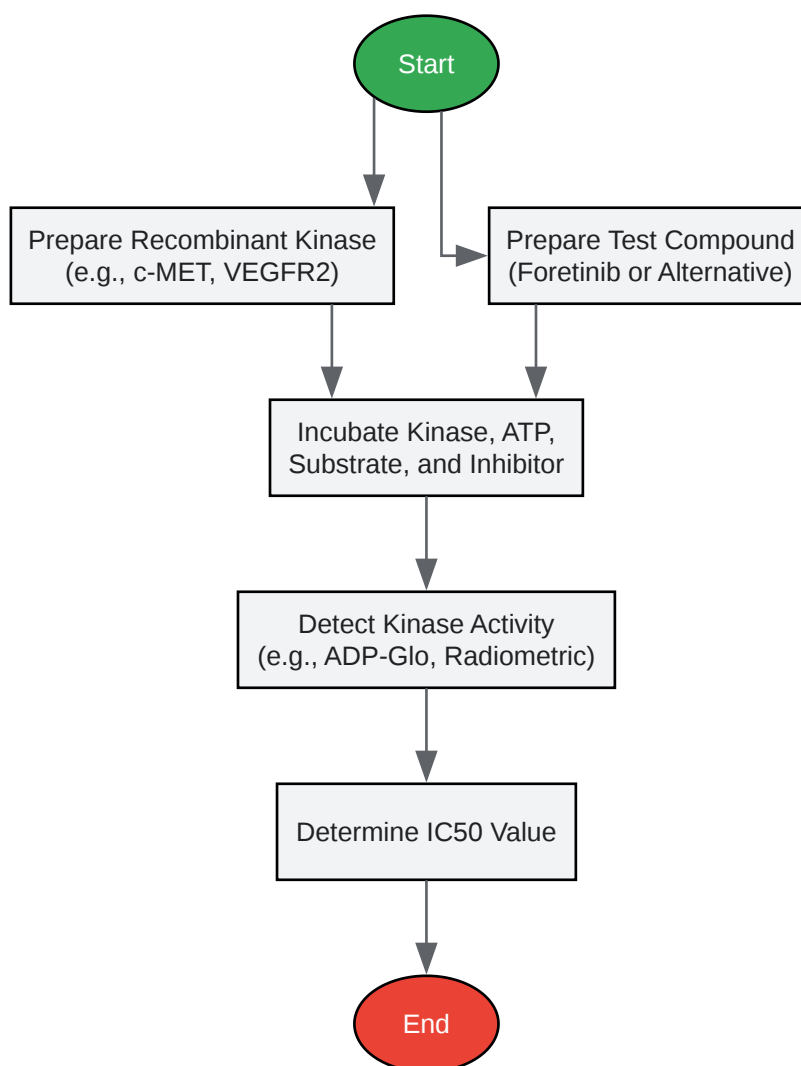 Start
Prepare Recombinant Kinase
(e.g., c-MET, VEGFR2)
Prepare Test Compound
(Foretinib or Alternative)
Incubate Kinase, ATP,
Substrate, and Inhibitor
Detect Kinase Activity
(e.g., ADP-Glo, Radiometric)
Determine IC50 Value
End